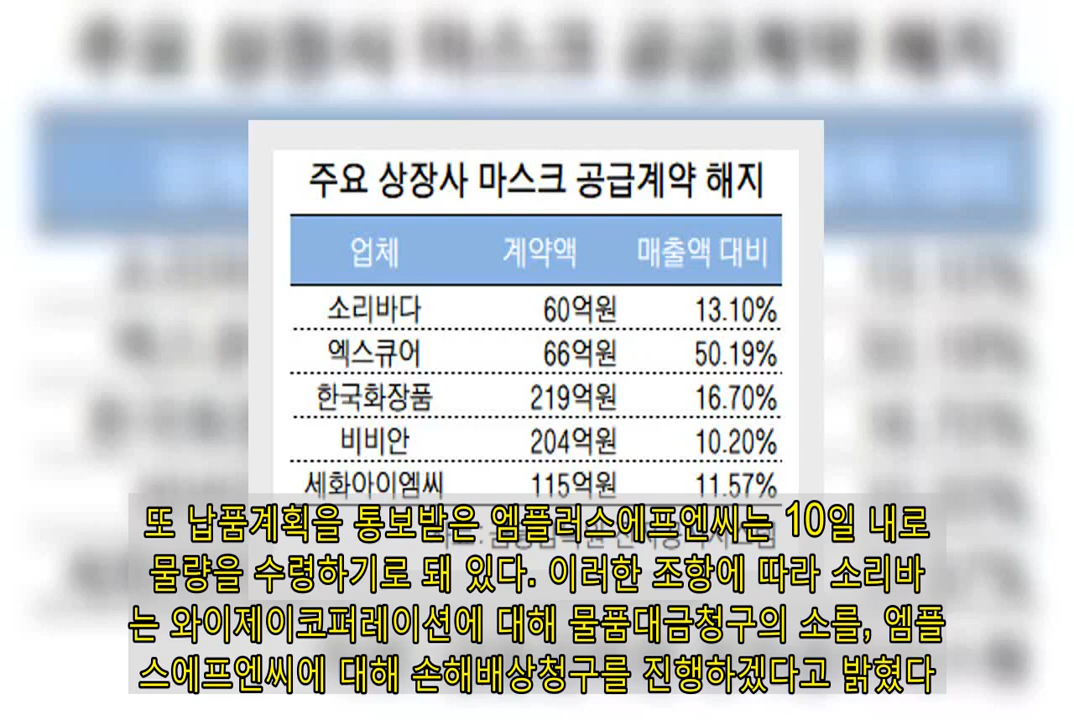 주요 상장사 마스크 공급계약 해지
업체 계약액 매출액 대비
소리바다 60억원 13.10%
엑스큐어 66억원 50.19%
한국화장품 219억원 16.70%
비비안 204억원 10.20%
세화아이엠씨 115억원 11.57%
또 납품계획을 통보받은 엠플러스에프엔씨는 10일 내로
물량을 수령하기로 돼 있다. 이러한 조항에 따라 소리바
는 와이제이코퍼레이션에 대해 물품대금청구의 소를, 엠플
스에프엔씨에 대해 손해배상청구를 진행하겠다고 밝혔다